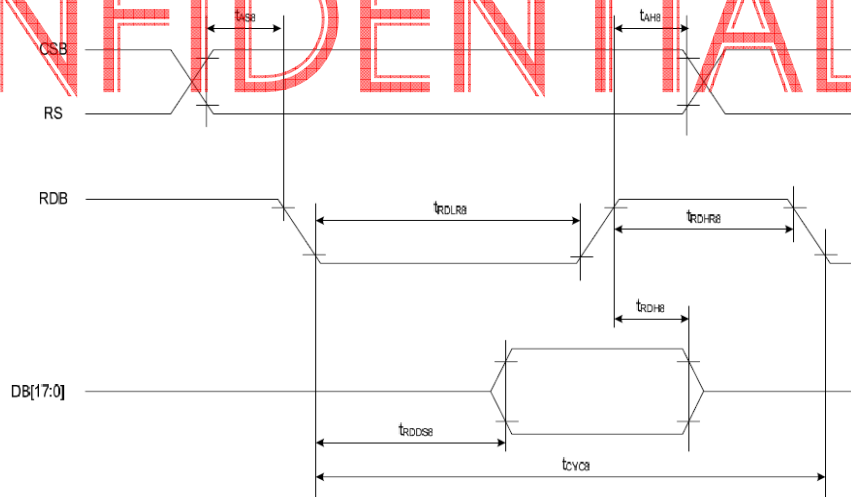 NFIDENTIAL
tAS8 tAH8
CSB
RS
RDB
tRDLR8 tRDHR8
tRDH8
DB[17:0]
tRDDS8
tCYC8